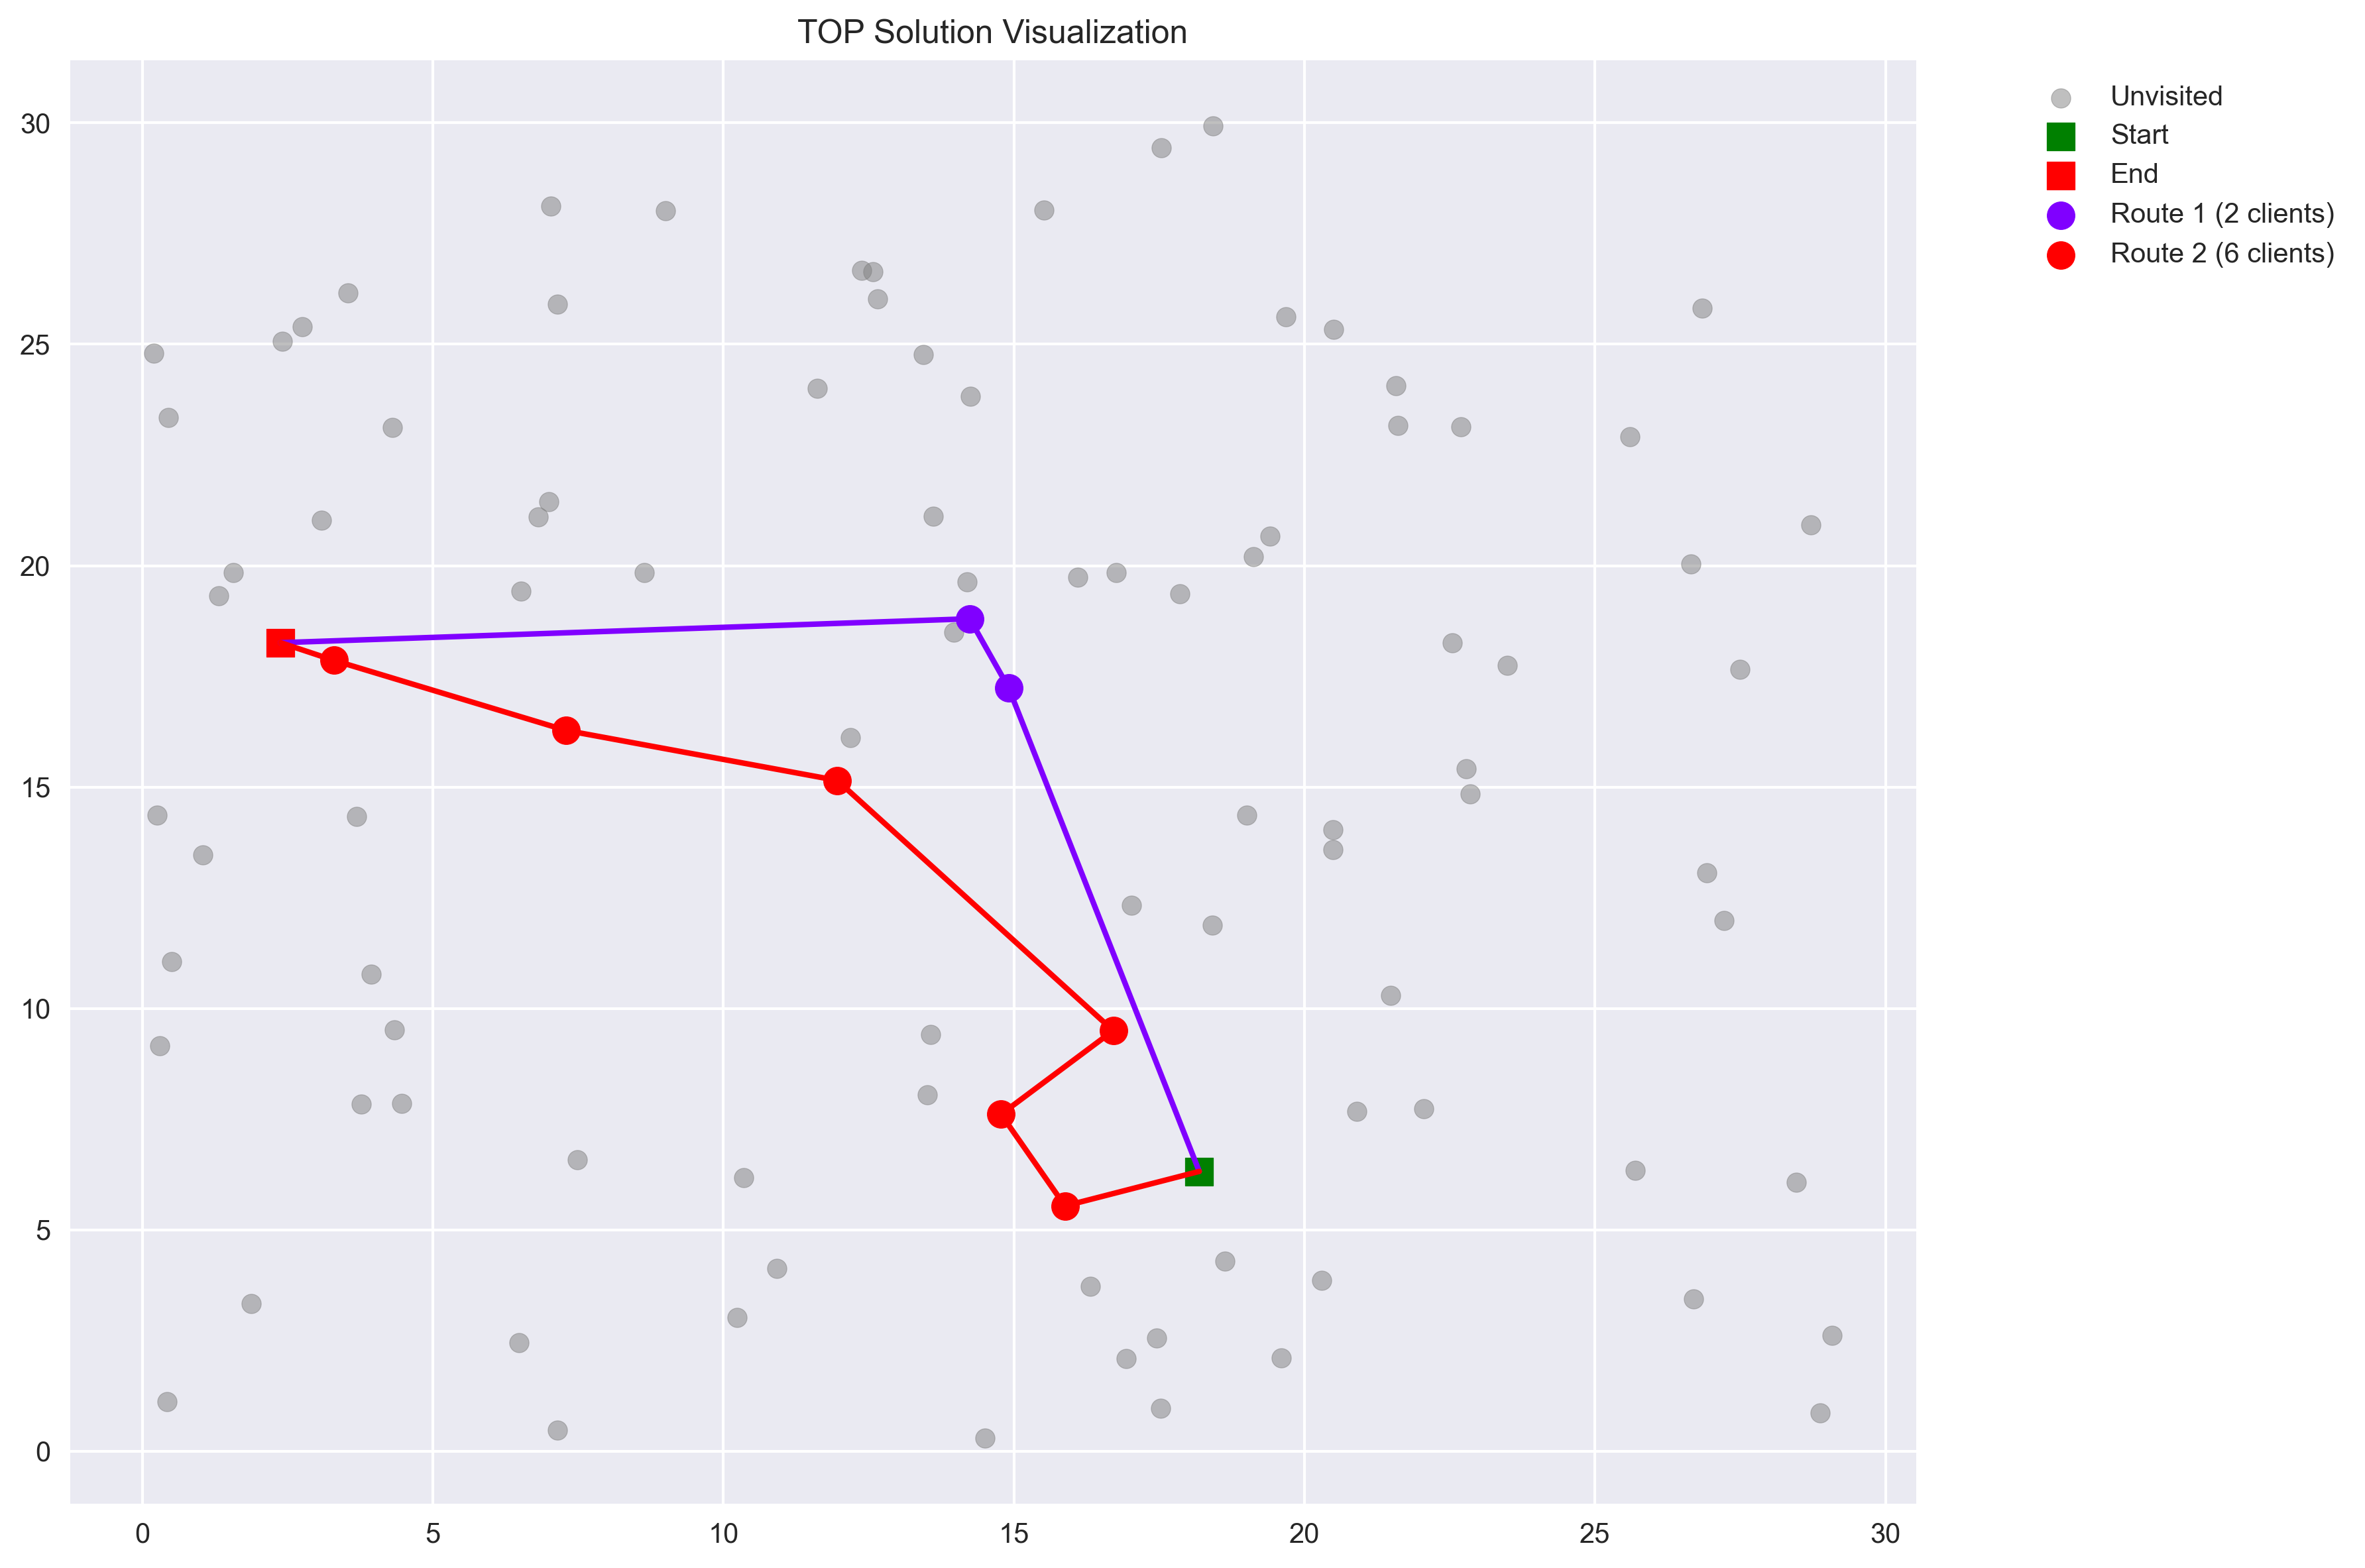 TOP Solution Visualization
Unvisited
Start
End
Route 1 (2 clients)
Route 2 (6 clients)
30
25
20
15
10
5
0
0 5 10 15 20 25 30